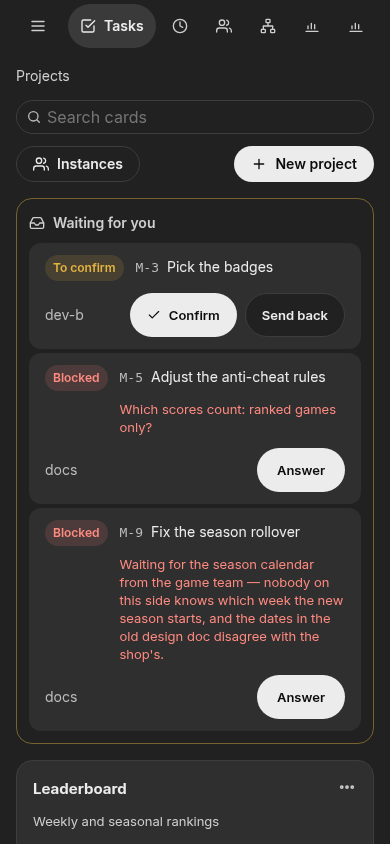 Tasks
Projects
Search cards
Instances
New project
Waiting for you
To confirm M-3 Pick the badges
dev-b Confirm Send back
Blocked M-5 Adjust the anti-cheat rules
Which scores count: ranked games
only?
docs Answer
Blocked M-9 Fix the season rollover
Waiting for the season calendar
from the game team — nobody on
this side knows which week the new
season starts, and the dates in the
old design doc disagree with the
shop's.
docs Answer
Leaderboard
Weekly and seasonal rankings